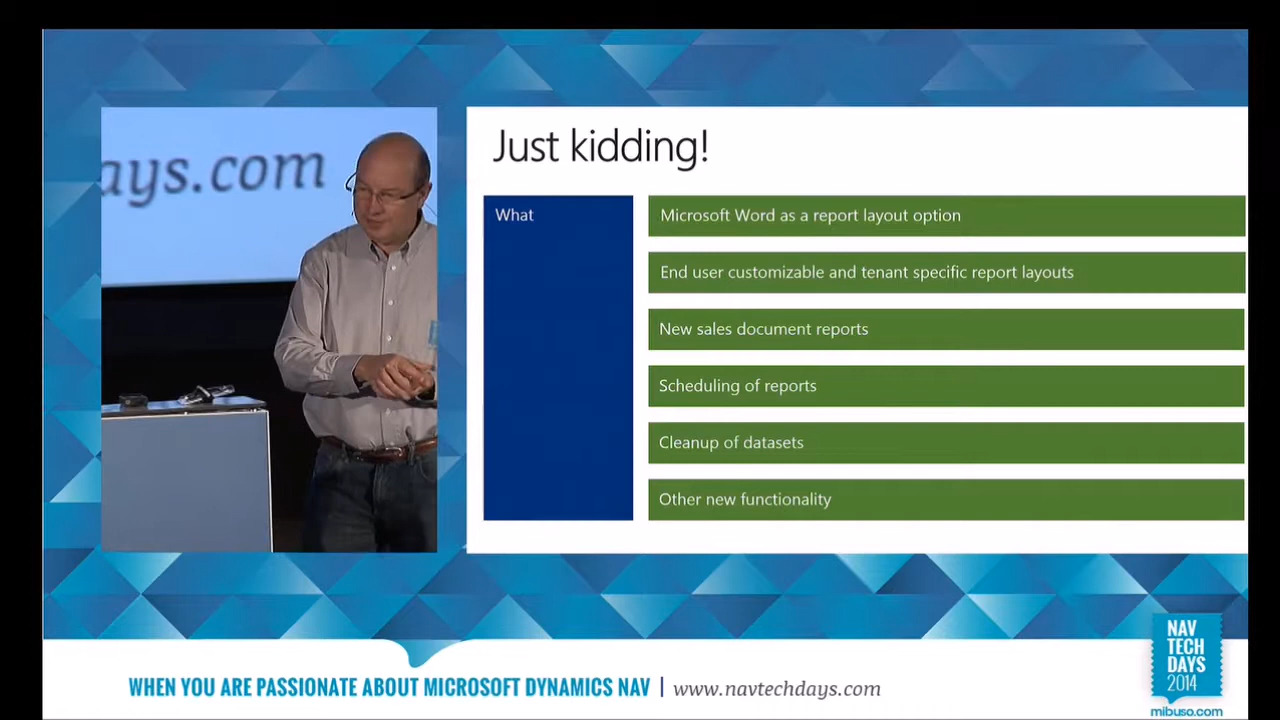 ays.com
Just kidding!
What
Microsoft Word as a report layout option
End user customizable and tenant specific report layouts
New sales document reports
Scheduling of reports
Cleanup of datasets
Other new functionality
WHEN YOU ARE PASSIONATE ABOUT MICROSOFT DYNAMICS NAV | www.navtechdays.com
NAV
TECH
DAYS
2014
mibuso.com